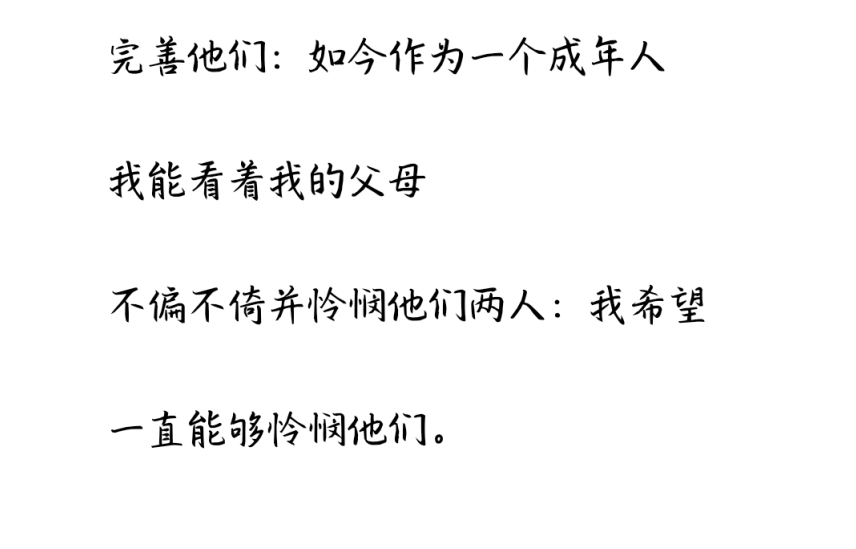 完善他们：如今作为一个成年人
我能看着我的父母
不偏不倚并怜悯他们两人：我希望
一直能够怜悯他们。